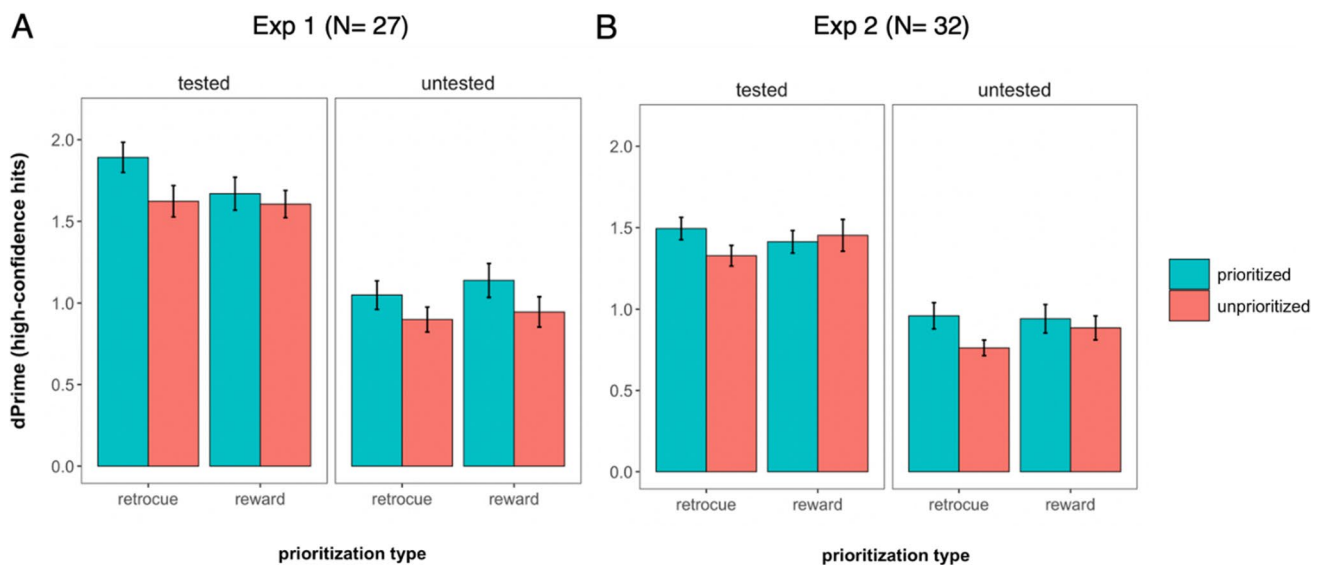 A
Exp 1 (N= 27)
B
Exp 2 (N= 32)
tested
untested
tested
untested
dPrime (high-confidence hits)
2.0
1.5
1.0
0.5
0.0
2.0
1.5
1.0
0.5
0.0
retrocue
reward
retrocue
reward
retrocue
reward
retrocue
reward
prioritization type
prioritization type
prioritized
unprioritized